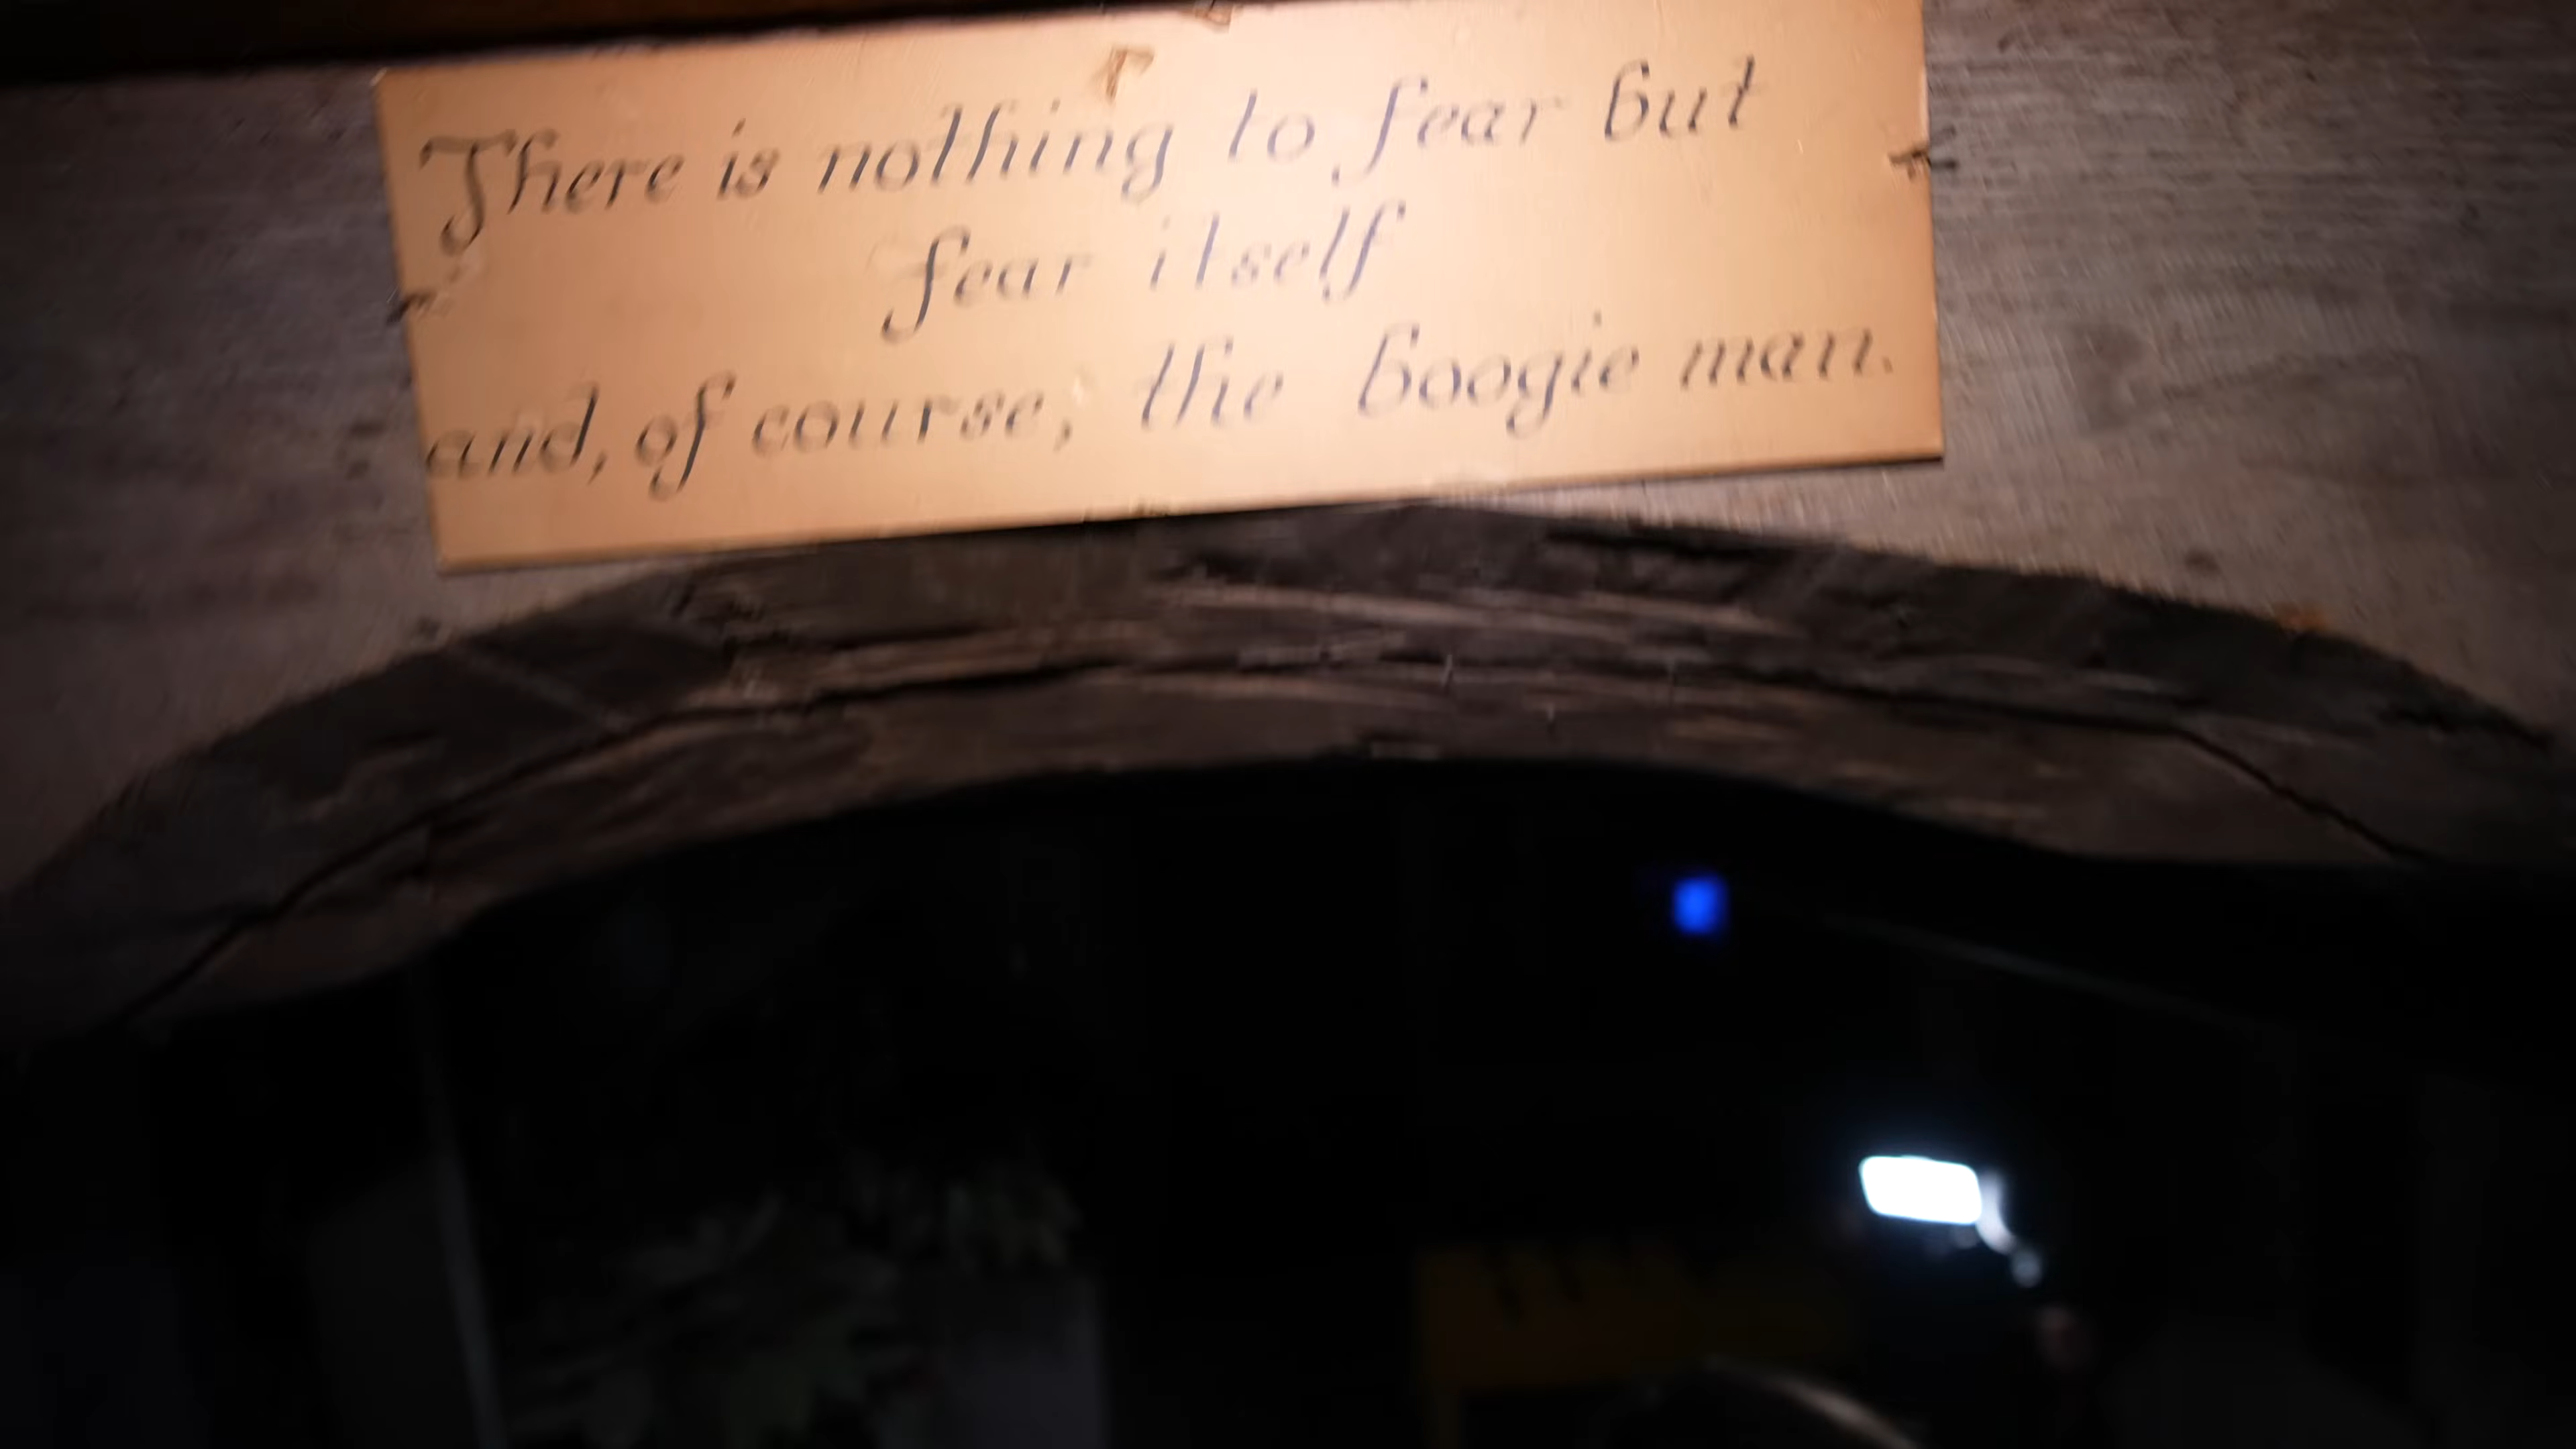 There is nothing to fear but
fear itself
and, of course, the boogie man.